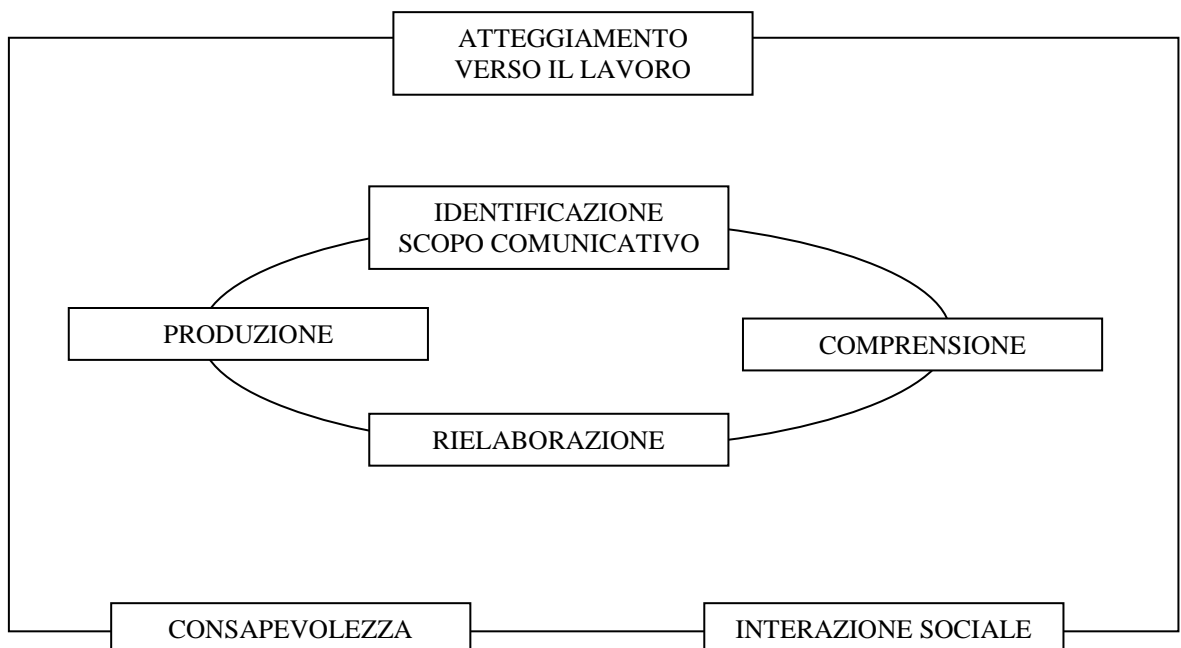 ATTEGGIAMENTO
VERSO IL LAVORO
IDENTIFICAZIONE
SCOPO COMUNICATIVO
PRODUZIONE
COMPRENSIONE
RIELABORAZIONE
CONSAPEVOLEZZA
INTERAZIONE SOCIALE